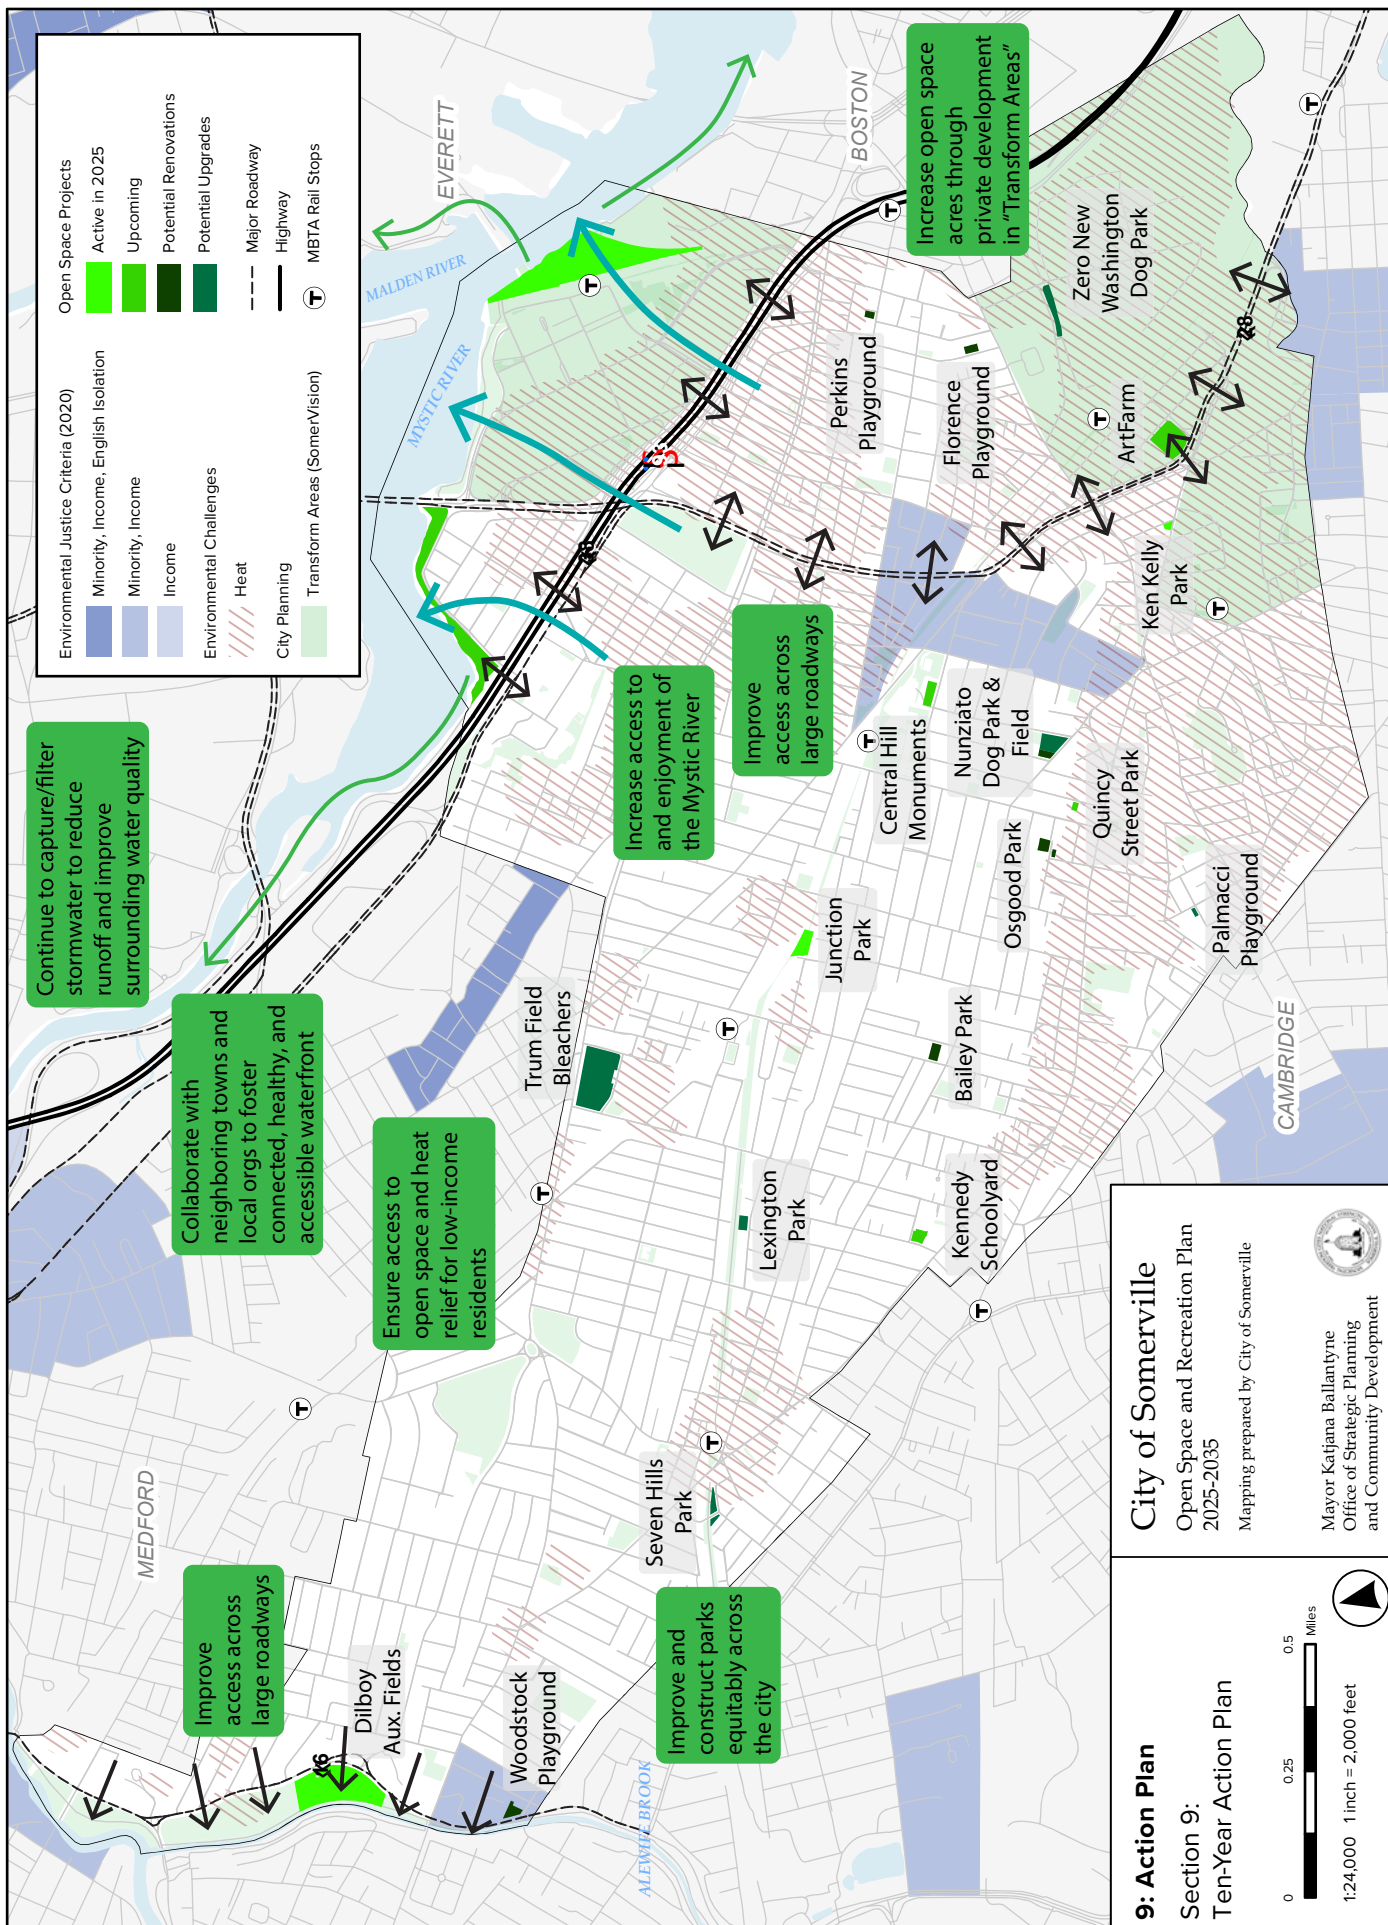 Environmental Justice Criteria (2020)
Minority, Income, English Isolation
Minority, Income
Income
Environmental Challenges
Heat
City Planning
Transform Areas (SomerVision)
Open Space Projects
Active in 2025
Upcoming
Potential Renovations
Potential Upgrades
Major Roadway
Highway
T
MBTA Rail Stops
Continue to capture/filter
stormwater to reduce
runoff and improve
surrounding water quality
Collaborate with
neighboring towns and
local orgs to foster
connected, healthy, and
accessible waterfront
Ensure access to
open space and heat
relief for low-income
residents
Improve
access across
large roadways
Improve and
construct parks
equitably across
the city
Increase access to
and enjoyment of
the Mystic River
Improve
access across
large roadways
Increase open space
acres through
private development
in “Transform Areas”
MEDFORD
EVERETT
BOSTON
CAMBRIDGE
MALDEN RIVER
MYSTIC RIVER
ALEWIFE BROOK
Dilboy
Aux. Fields
Woodstock
Playground
Seven Hills
Park
Trum Field
Bleachers
Lexington
Park
Kennedy
Schoolyard
Bailey Park
Junction
Park
Osgood Park
Palmacci
Playground
Quincy
Street Park
Central Hill
Monuments
Nunziato
Dog Park &
Field
Ken Kelly
Park
ArtFarm
Perkins
Playground
Florence
Playground
Zero New
Washington
Dog Park
T
T
T
T
T
T
T
T
T
T
T
T
9: Action Plan
Section 9:
Ten-Year Action Plan
0
0.25
0.5
Miles
1:24,000 1 inch = 2,000 feet
City of Somerville
Open Space and Recreation Plan
2025-2035
Mapping prepared by City of Somerville
Mayor Katjana Ballantyne
Office of Strategic Planning
and Community Development